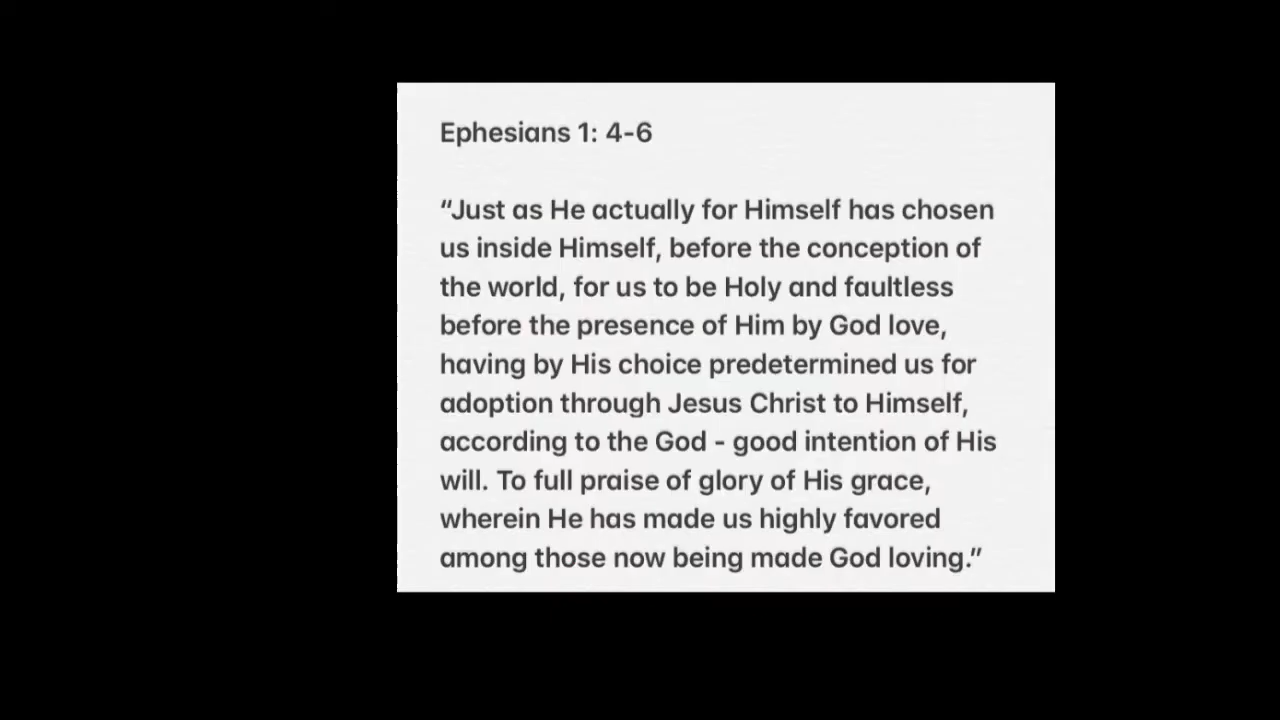 Ephesians 1: 4-6
“Just as He actually for Himself has chosen
us inside Himself, before the conception of
the world, for us to be Holy and faultless
before the presence of Him by God love,
having by His choice predetermined us for
adoption through Jesus Christ to Himself,
according to the God - good intention of His
will. To full praise of glory of His grace,
wherein He has made us highly favored
among those now being made God loving.”